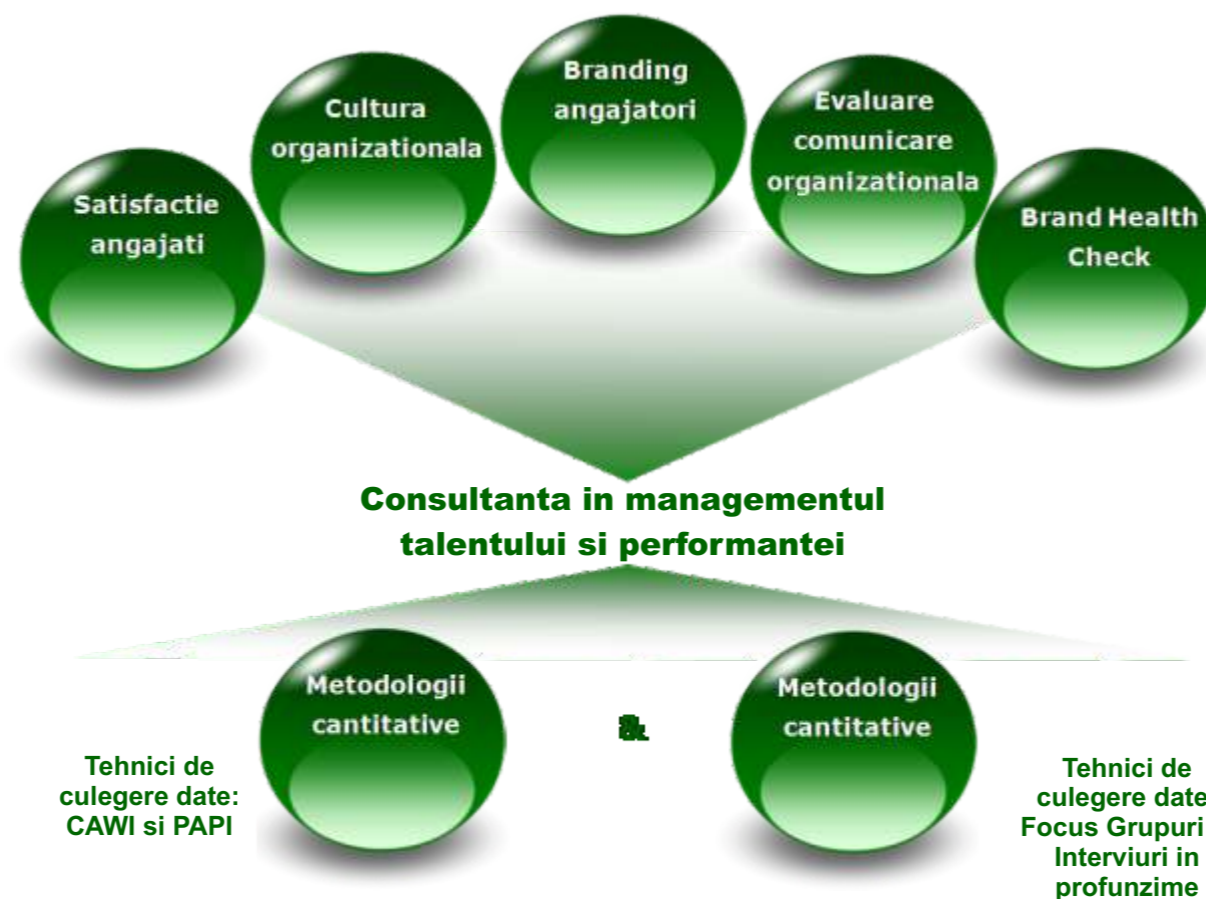 Branding
angajatori
Cultura
organizationala
Evaluare
comunicare
organizationala
Satisfactie
angajati
Brand Health
Check
Consultanta in managementul
talentului si performantei
Metodologii
cantitative
&
Metodologii
cantitative
Tehnici de
culegere date:
CAWI si PAPI
Tehnici de
culegere date
Focus Grupuri
Interviuri in
profunzime